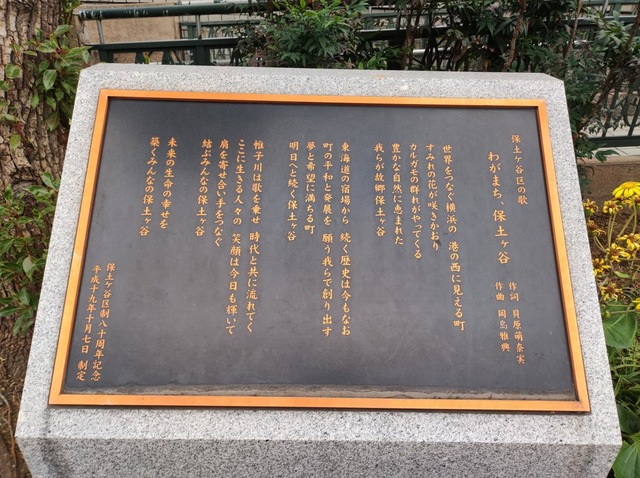 保土ヶ谷区の歌
わがまち、保土ヶ谷
作詞 貝原萌奈実
作曲 岡島雅興
世界をつなぐ横浜の 港の西に見える町
すみれの花が咲きかおり
カルガモの群れがやってくる
豊かな自然に恵まれた
我らが故郷保土ヶ谷
東海道の宿場から 続く歴史は今もなお
町の平和と発展を 願う我らで創り出す
夢と希望に満ちる町
明日へと続く保土ヶ谷
帷子川は歌を乗せ 時代と共に流れてく
ここに生きる人々の 笑顔は今日も輝いて
肩を寄せ合い手をつなぐ
結ぶみんなの保土ヶ谷
未来の生命の幸せを
築くみんなの保土ヶ谷
保土ヶ谷区制八十周年記念
平成十九年十月七日 制定